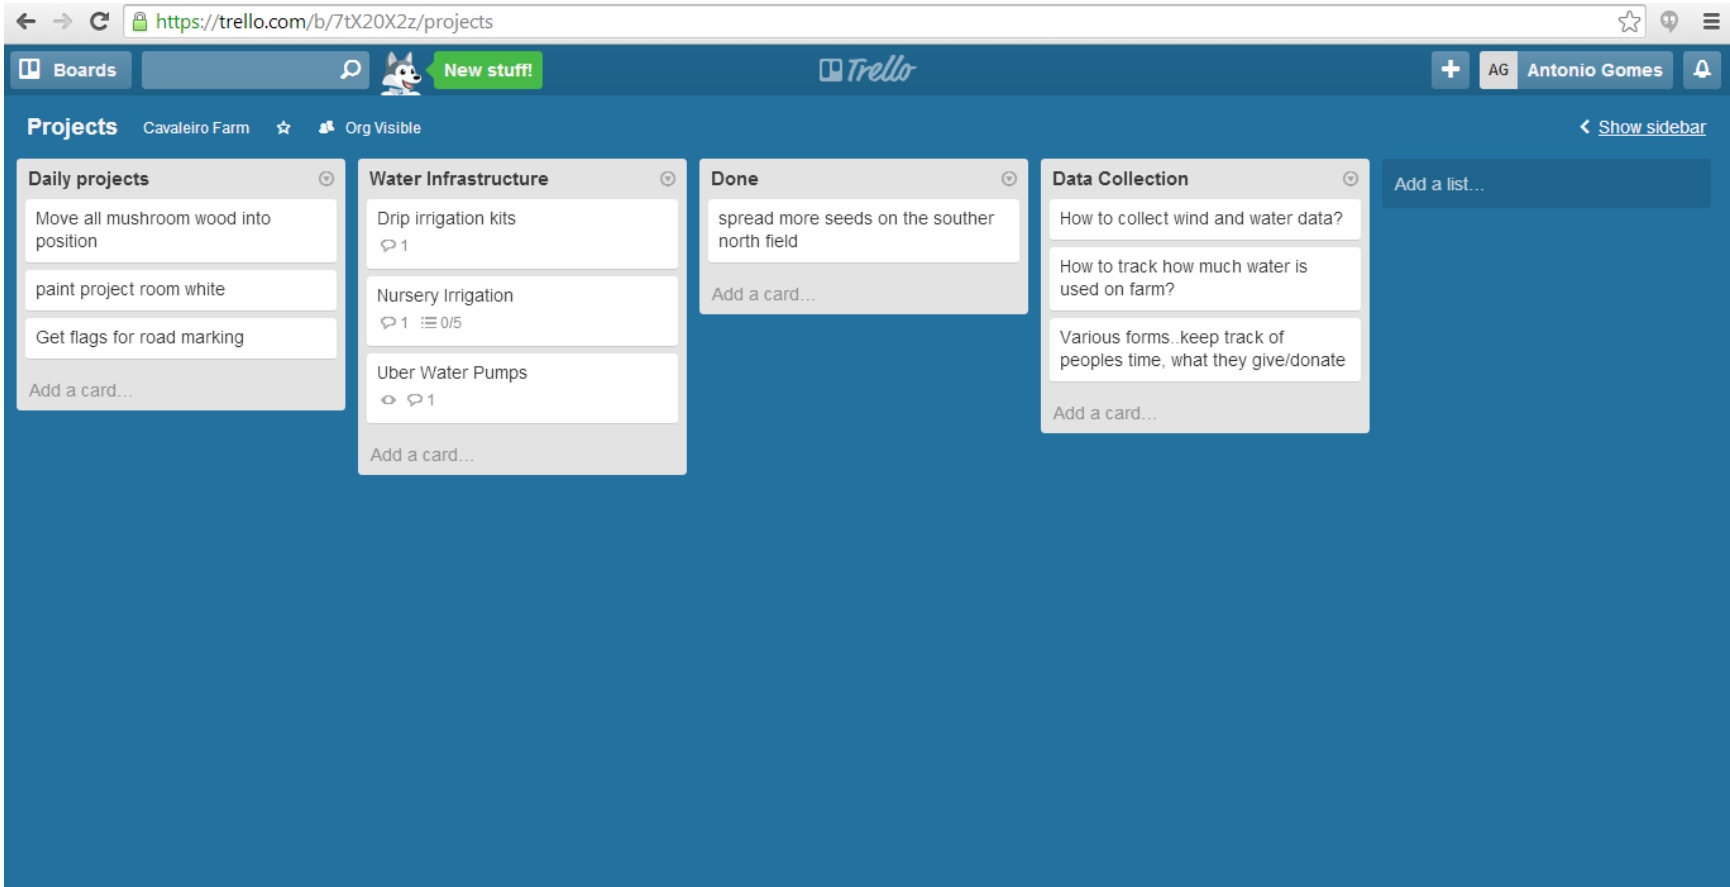 https://trello.com/b/7tX20X2z/projects
Boards
New stuff!
Trello
AG Antonio Gomes
Projects Cavaleiro Farm Org Visible
Show sidebar
Daily projects
Move all mushroom wood into
position
paint project room white
Get flags for road marking
Add a card...
Water Infrastructure
Drip irrigation kits
1
Nursery Irrigation
1 0/5
Uber Water Pumps
1
Add a card...
Done
spread more seeds on the souther
north field
Add a card...
Data Collection
How to collect wind and water data?
How to track how much water is
used on farm?
Various forms..keep track of
peoples time, what they give/donate
Add a card...
Add a list...